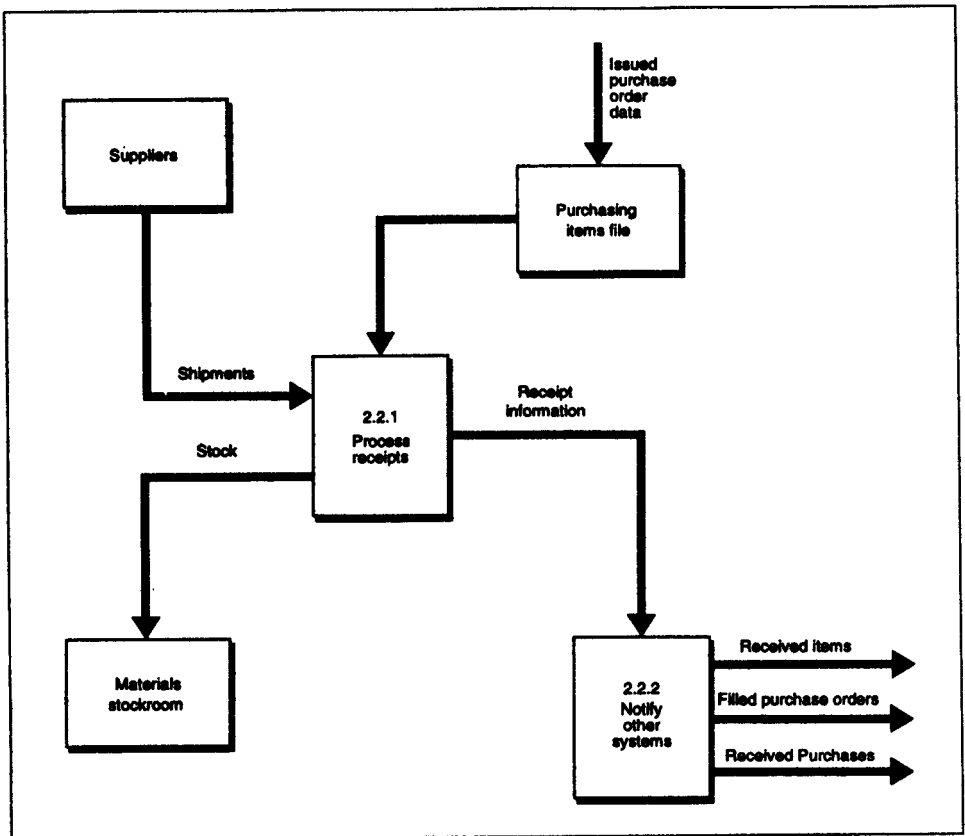 Issued
purchase
order
data
Suppliers
Purchasing
items file
Shipments
Receipt
information
2.2.1
Process
receipts
Stock
Received items
Materials
stockroom
2.2.2
Notify
other
systems
Filled purchase orders
Received Purchases